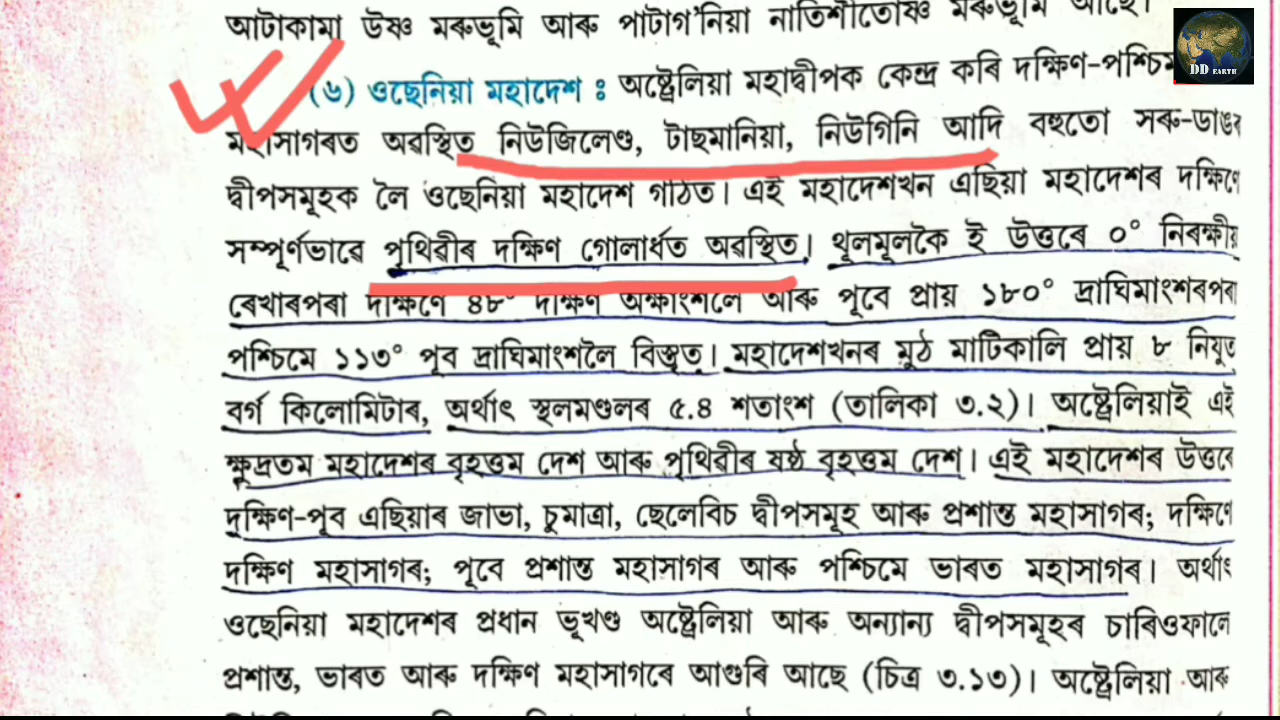 আটাকামা উষ্ণ মৰুভূমি আৰু পাটাগ'নিয়া নাতিশীতোষ্ণ মৰুভূমি আছে।
DD EARTH
(৬) ওছেনিয়া মহাদেশ : অষ্ট্ৰেলিয়া মহাদ্বীপক কেন্দ্ৰ কৰি দক্ষিণ-পশ্চিম
মহাসাগৰত অৱস্থিত নিউজিলেণ্ড, টাছমানিয়া, নিউগিনি আদি বহুতো সৰু-ডাঙৰ
দ্বীপসমূহক লৈ ওছেনিয়া মহাদেশ গঠিত। এই মহাদেশখন এছিয়া মহাদেশৰ দক্ষিণে
সম্পূৰ্ণভাৱে পৃথিৱীৰ দক্ষিণ গোলাৰ্ধত অৱস্থিত। থূলমূলকৈ ই উত্তৰে ০° নিৰক্ষীয়
ৰেখাৰপৰা দক্ষিণে ৪৮° দক্ষিণ অক্ষাংশলৈ আৰু পূবে প্ৰায় ১৮০° দ্ৰাঘিমাংশৰপৰা
পশ্চিমে ১১৩° পূব দ্ৰাঘিমাংশলৈ বিস্তৃত। মহাদেশখনৰ মুঠ মাটিকালি প্ৰায় ৮ নিযুত
বৰ্গ কিলোমিটাৰ, অৰ্থাৎ স্থলমণ্ডলৰ ৫.৪ শতাংশ (তালিকা ৩.২)। অষ্ট্ৰেলিয়াই এই
ক্ষুদ্ৰতম মহাদেশৰ বৃহত্তম দেশ আৰু পৃথিৱীৰ ষষ্ঠ বৃহত্তম দেশ। এই মহাদেশৰ উত্তৰে
দক্ষিণ-পূব এছিয়াৰ জাভা, চুমাত্ৰা, ছেলেবিচ দ্বীপসমূহ আৰু প্ৰশান্ত মহাসাগৰ; দক্ষিণে
দক্ষিণ মহাসাগৰ; পূবে প্ৰশান্ত মহাসাগৰ আৰু পশ্চিমে ভাৰত মহাসাগৰ। অৰ্থাৎ
ওছেনিয়া মহাদেশৰ প্ৰধান ভূখণ্ড অষ্ট্ৰেলিয়া আৰু অন্যান্য দ্বীপসমূহৰ চাৰিওফালে
প্ৰশান্ত, ভাৰত আৰু দক্ষিণ মহাসাগৰে আগুৰি আছে (চিত্ৰ ৩.১৩)। অষ্ট্ৰেলিয়া আৰু